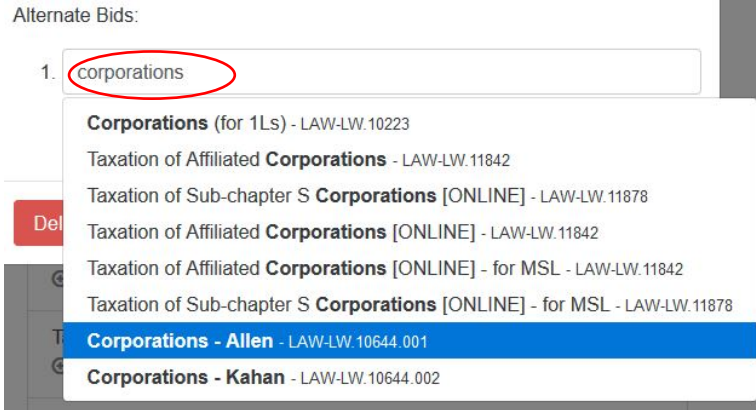 Alternate Bids:
1. corporations
Corporations (for 1Ls) - LAW-LW.10223
Taxation of Affiliated Corporations - LAW-LW.11842
Taxation of Sub-chapter S Corporations [ONLINE] - LAW-LW.11878
Taxation of Affiliated Corporations [ONLINE] - LAW-LW.11842
Taxation of Affiliated Corporations [ONLINE] - for MSL - LAW-LW.11842
Taxation of Sub-chapter S Corporations [ONLINE] - for MSL - LAW-LW.11878
Corporations - Allen - LAW-LW.10644.001
Corporations - Kahan - LAW-LW.10644.002
Del